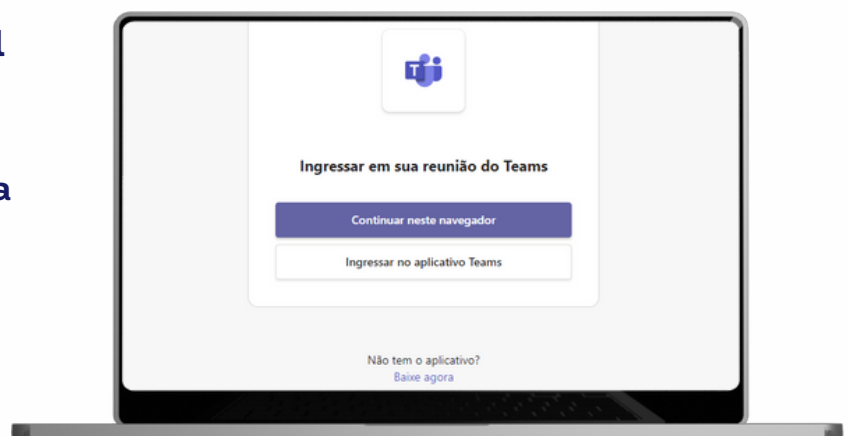 Ingressar em sua reunião do Teams
Continuar neste navegador
Ingressar no aplicativo Teams
Não tem o aplicativo?
Baixe agora